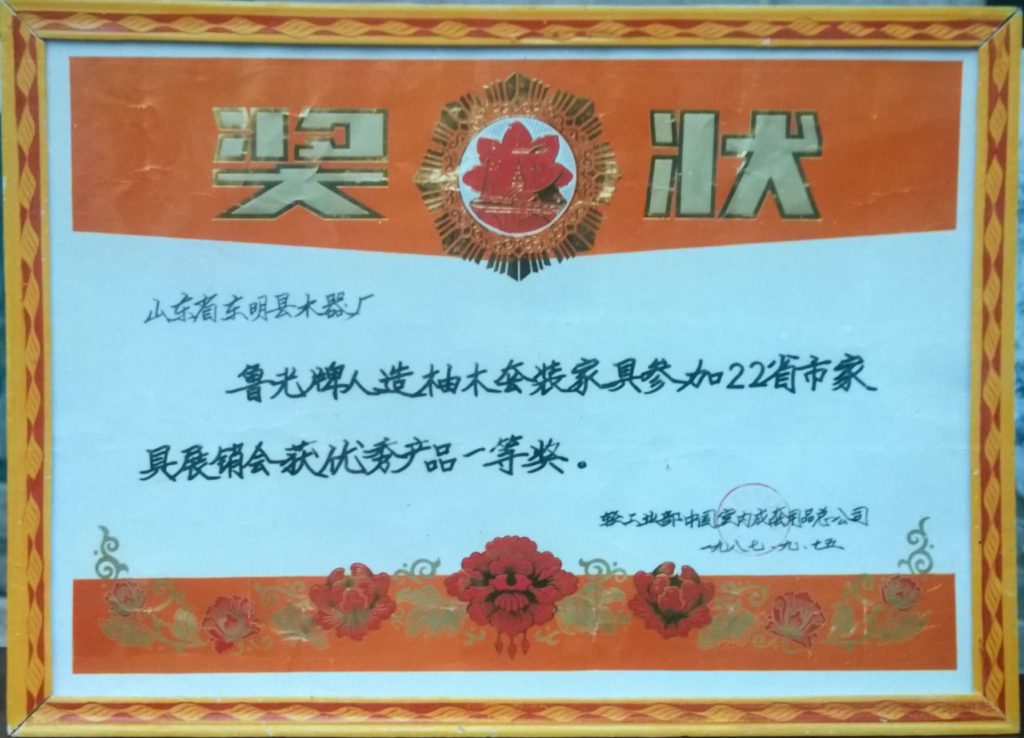 奖状
山东省东明县木器厂
鲁光牌人造柚木套装家具参加22省市家
具展销会获优秀产品一等奖。
轻工业部中国室内成套用品总公司
一九八七.九.十五